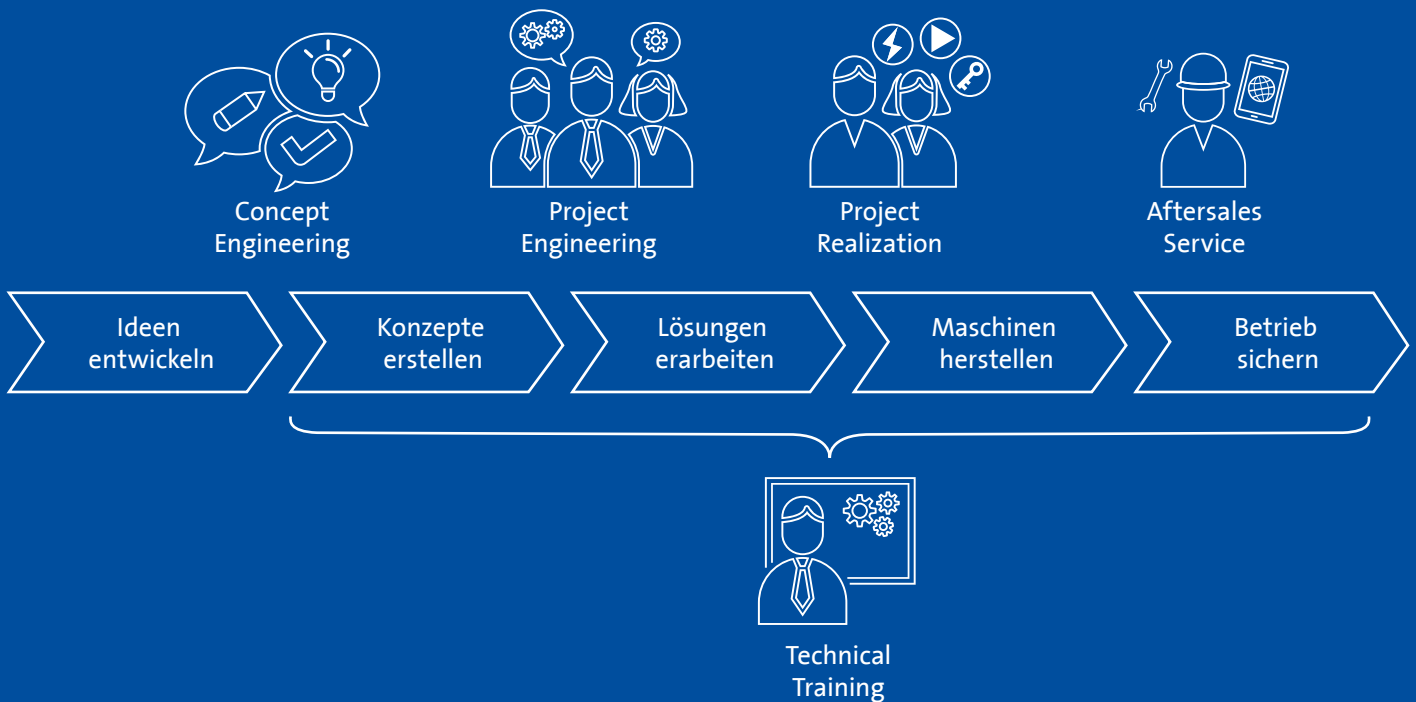 Concept
Engineering
Project
Engineering
Project
Realization
Aftersales
Service
Ideen
entwickeln
Konzepte
erstellen
Lösungen
erarbeiten
Maschinen
herstellen
Betrieb
sichern
Technical
Training